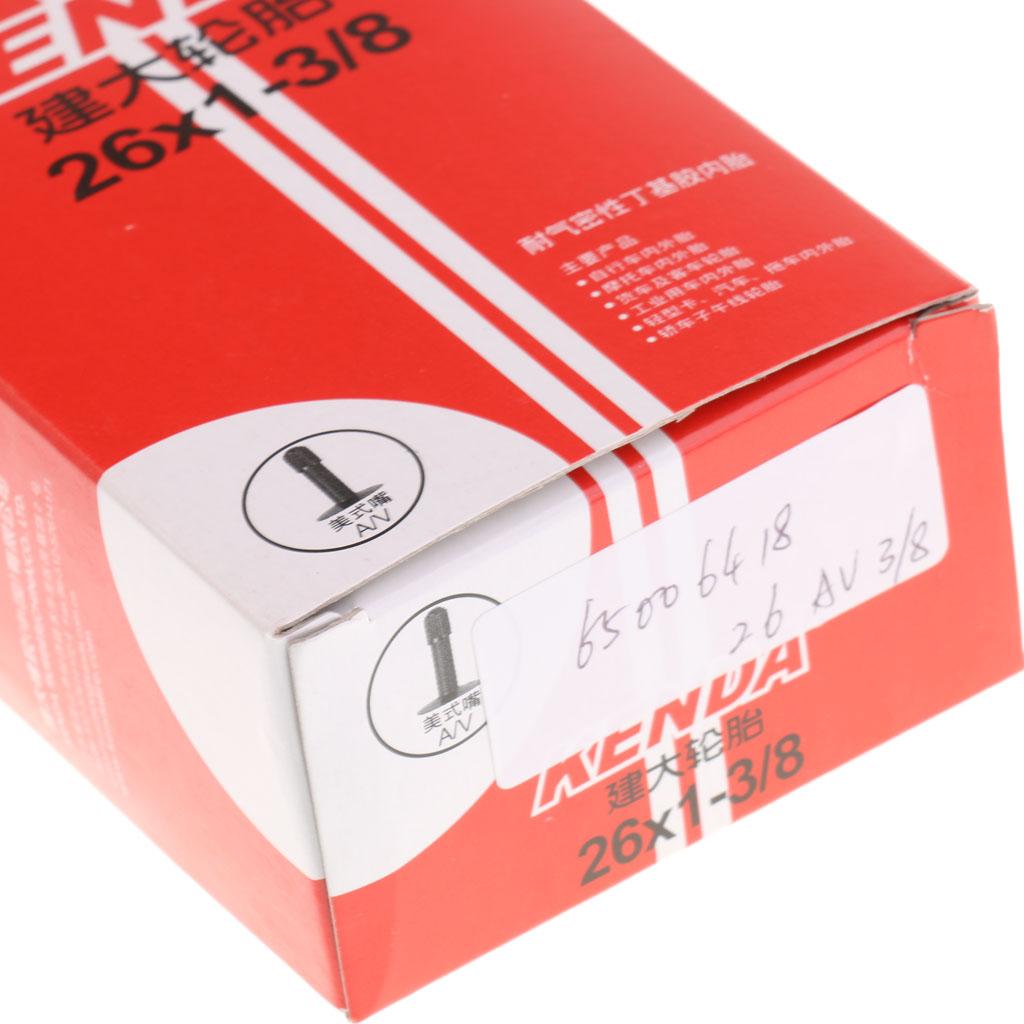 建大轮胎
26x1-3/8
耐气密性丁基胶内胎
主要产品
•自行车内外胎
•摩托车内外胎
•货车及客车轮胎
•工业用车内外胎
•轻型卡、汽车、拖车内外胎
•轿车子午线轮胎
美式嘴
A/V
65006418
26 AV 3/8
美式嘴
A/V
KENDA
建大轮胎
26x1-3/8